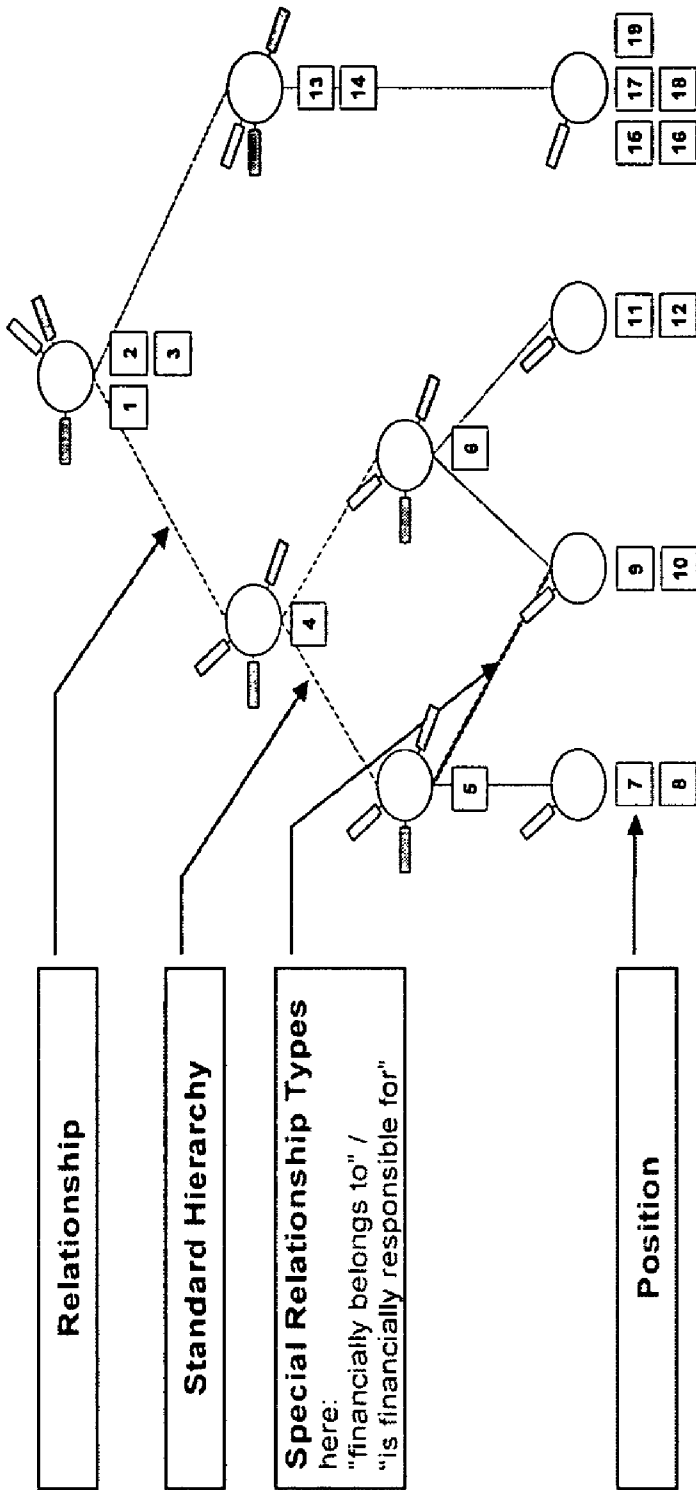 Relationship
Standard Hierarchy
Special Relationship Types
here:
"financially belongs to" /
"is financially responsible for"
Position
1
2
3
4
5
6
7
8
9
10
11
12
13
14
15
16
17
18
19